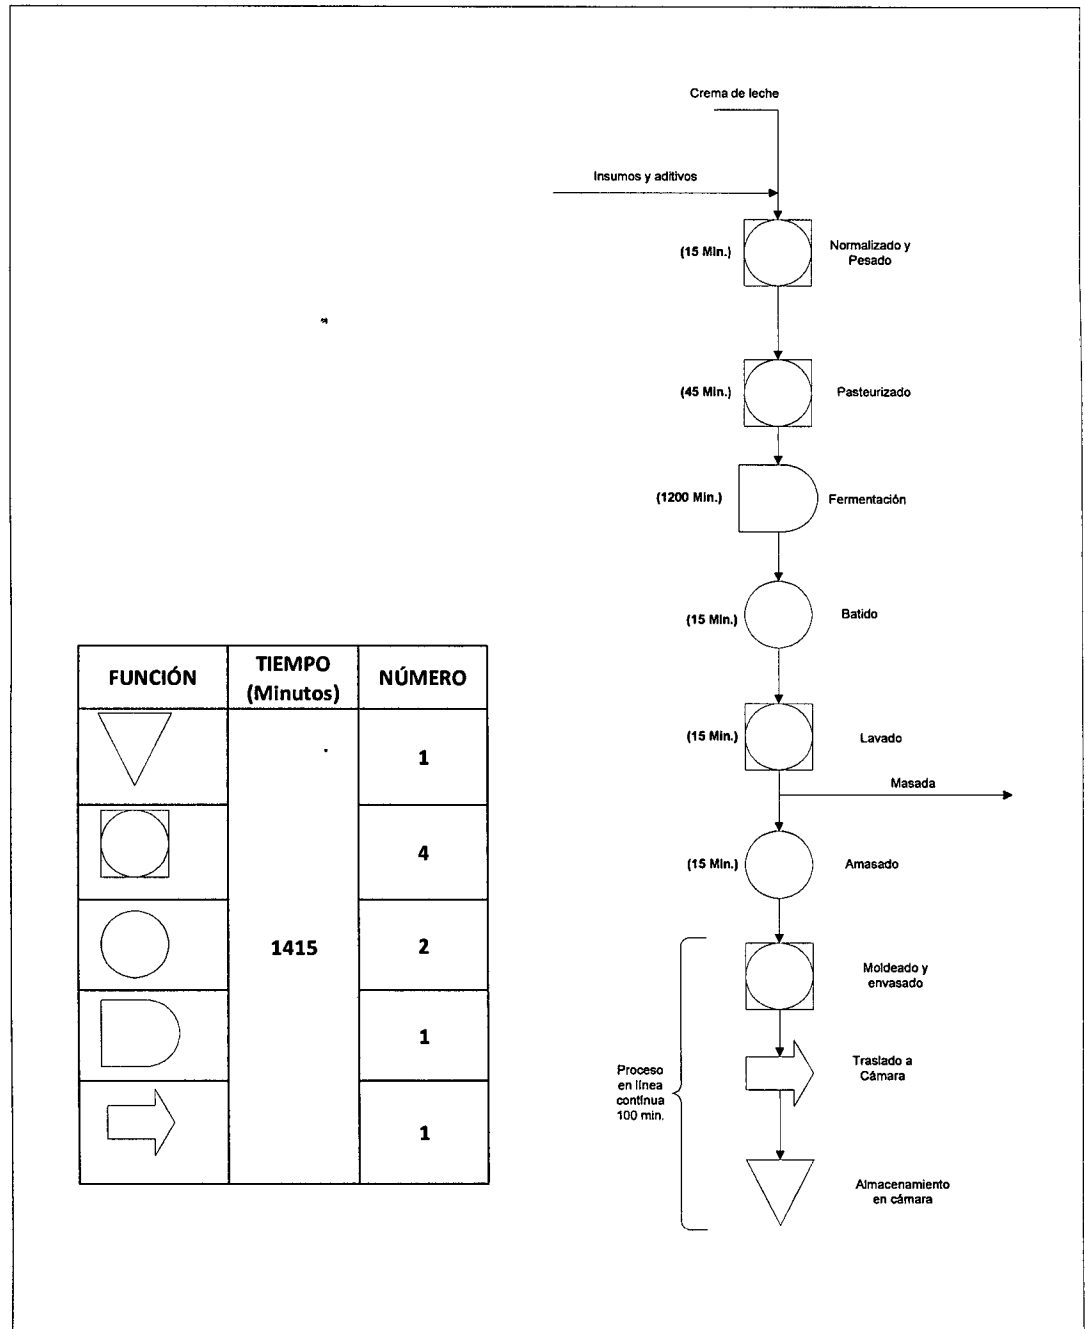 Crema de leche
Insumos y aditivos
(15 Min.)
Normalizado y
Pesado
(45 Min.)
Pasteurizado
(1200 Min.)
Fermentación
(15 Min.)
Batido
(15 Min.)
Lavado
Masada
(15 Min.)
Amasado
Moldeado y
envasado
Traslado a
Cámara
Proceso
en línea
contínua
100 min.
Almacenamiento
en cámara
FUNCIÓN
TIEMPO
(Minutos)
NÚMERO
1
4
1415
2
1
1